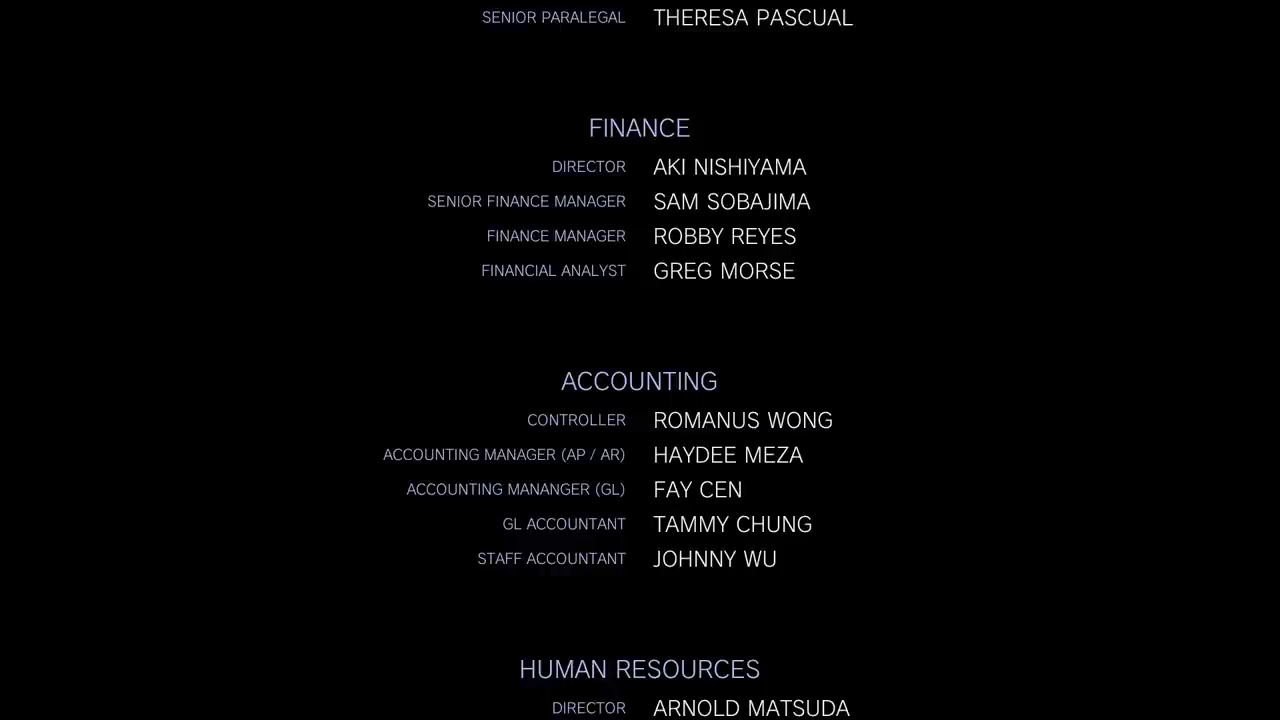 SENIOR PARALEGAL THERESA PASCUAL
FINANCE
DIRECTOR AKI NISHIYAMA
SENIOR FINANCE MANAGER SAM SOBAJIMA
FINANCE MANAGER ROBBY REYES
FINANCIAL ANALYST GREG MORSE
ACCOUNTING
CONTROLLER ROMANUS WONG
ACCOUNTING MANAGER (AP / AR) HAYDEE MEZA
ACCOUNTING MANANGER (GL) FAY CEN
GL ACCOUNTANT TAMMY CHUNG
STAFF ACCOUNTANT JOHNNY WU
HUMAN RESOURCES
DIRECTOR ARNOLD MATSUDA